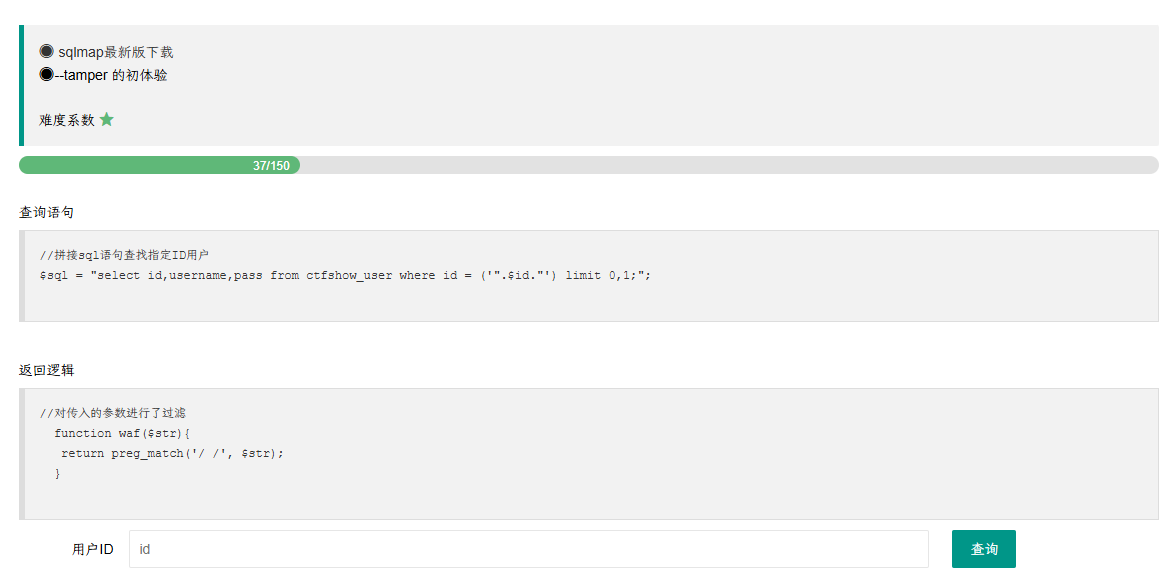 sqlmap最新版下载
--tamper 的初体验
难度系数
37/150
查询语句
//拼接sql语句查找指定ID用户
$sql = "select id,username,pass from ctfshow_user where id = ('".$id."') limit 0,1;";
返回逻辑
//对传入的参数进行了过滤
function waf($str){
return preg_match('/ /', $str);
}
用户ID id 查询